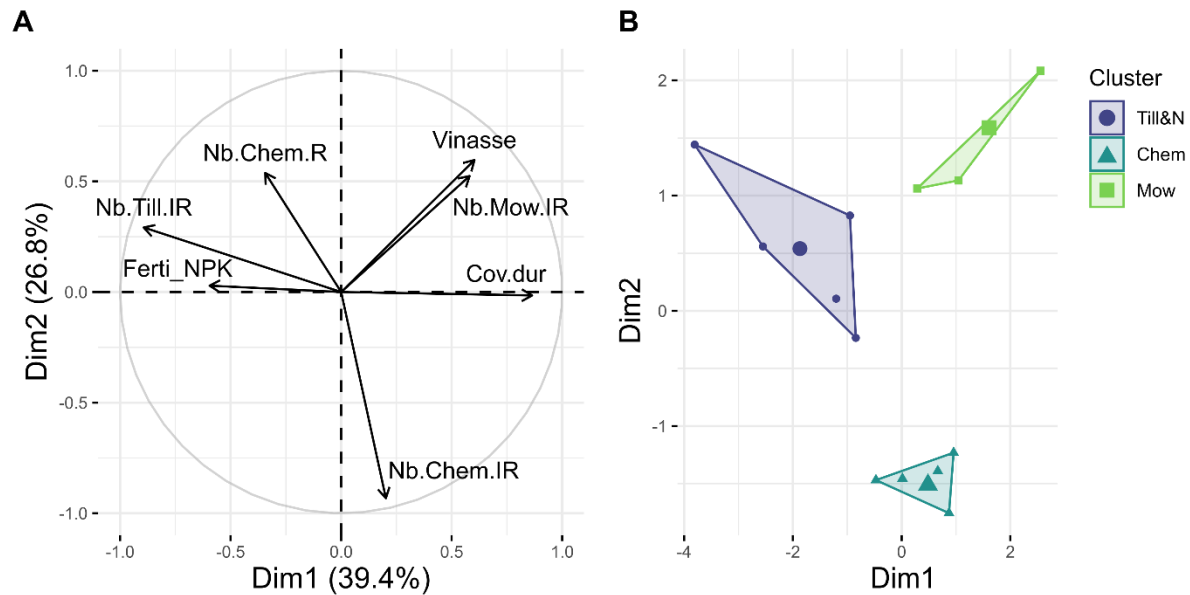 A
1.0
0.5
0.0
-0.5
-1.0
Dim2 (26.8%)
Nb.Chem.R
Vinasse
Nb.Till.IR
Nb.Mow.IR
Ferti_NPK
Cov.dur
Nb.Chem.IR
-1.0 -0.5 0.0 0.5 1.0
Dim1 (39.4%)
B
2
1
0
-1
Dim2
-4 -2 0 2
Dim1
Cluster
Till&N
Chem
Mow